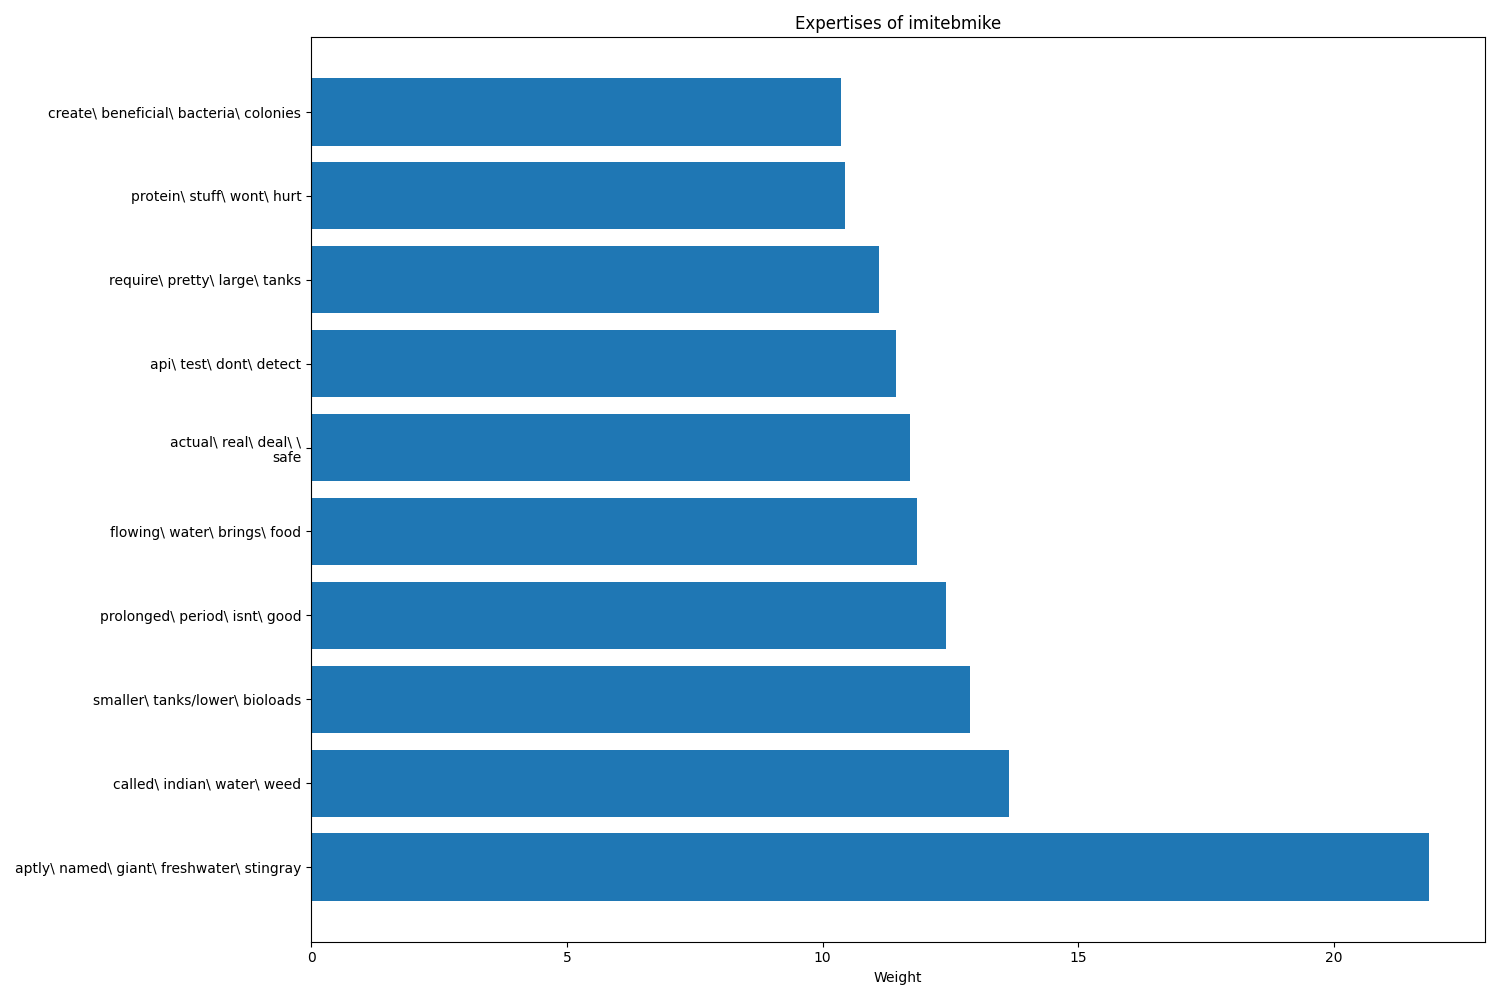 Expertises of imitebmike
create\ beneficial\ bacteria\ colonies
protein\ stuff\ wont\ hurt
require\ pretty\ large\ tanks
api\ test\ dont\ detect
actual\ real\ deal\ \
safe
flowing\ water\ brings\ food
prolonged\ period\ isnt\ good
smaller\ tanks/lower\ bioloads
called\ indian\ water\ weed
aptly\ named\ giant\ freshwater\ stingray
0 5 10 15 20
Weight